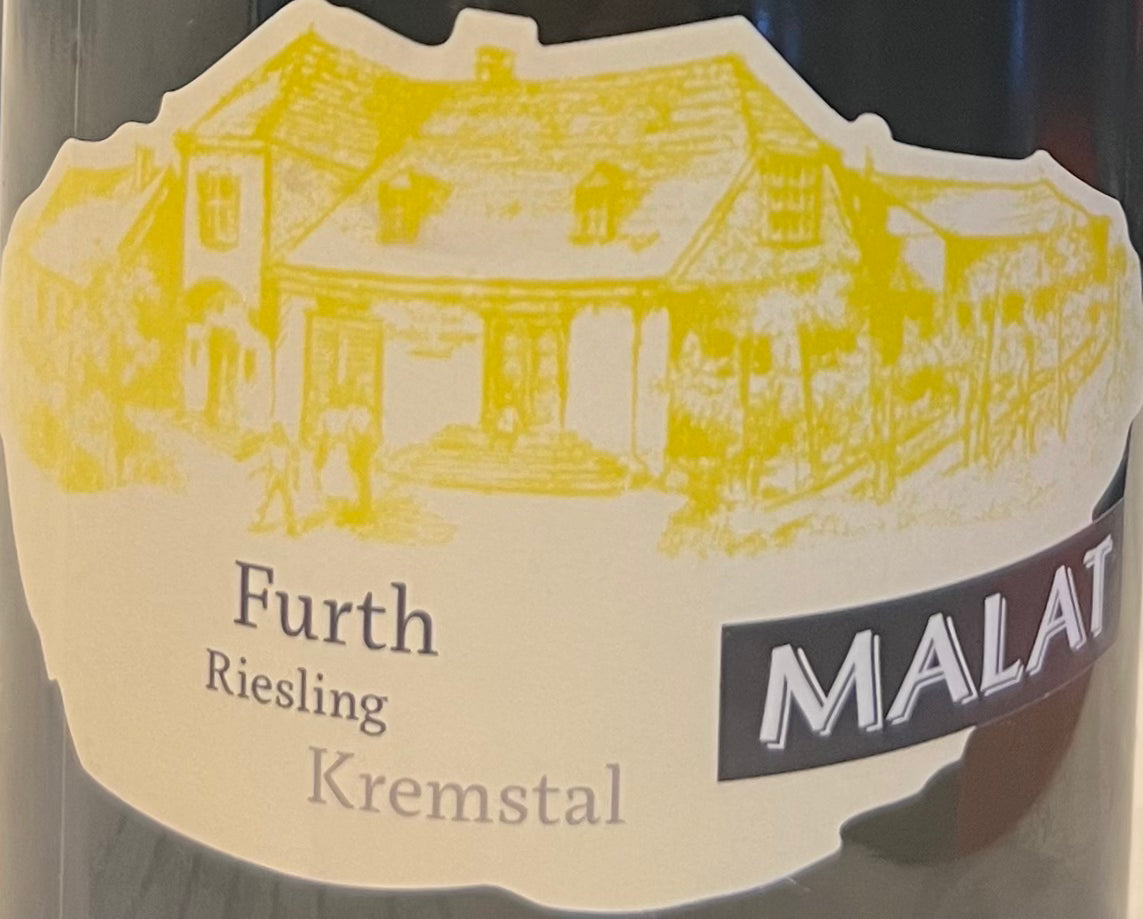 Furth
Riesling
Kremstal
MALAT